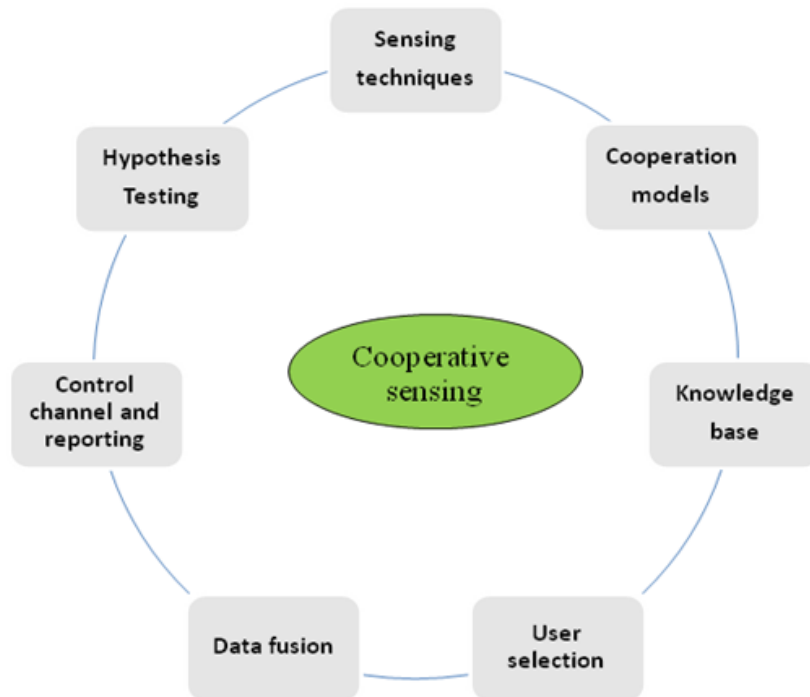 Sensing
techniques
Hypothesis
Testing
Cooperation
models
Cooperative
sensing
Control
channel and
reporting
Knowledge
base
Data fusion
User
selection